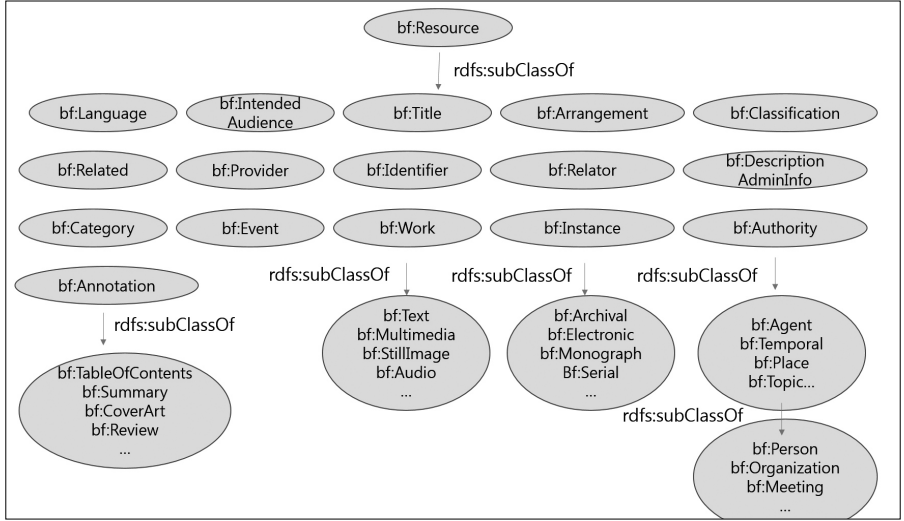 bf:Resource
rdfs:subClassOf
bf:Language
bf:Intended
Audience
bf:Title
bf:Arrangement
bf:Classification
bf:Related
bf:Provider
bf:Identifier
bf:Relator
bf:Description
AdminInfo
bf:Category
bf:Event
bf:Work
bf:Instance
bf:Authority
bf:Annotation
rdfs:subClassOf
rdfs:subClassOf
rdfs:subClassOf
rdfs:subClassOf
bf:TableOfContents
bf:Summary
bf:CoverArt
bf:Review
...
bf:Text
bf:Multimedia
bf:StillImage
bf:Audio
...
bf:Archival
bf:Electronic
bf:Monograph
Bf:Serial
...
bf:Agent
bf:Temporal
bf:Place
bf:Topic...
rdfs:subClassOf
bf:Person
bf:Organization
bf:Meeting
...